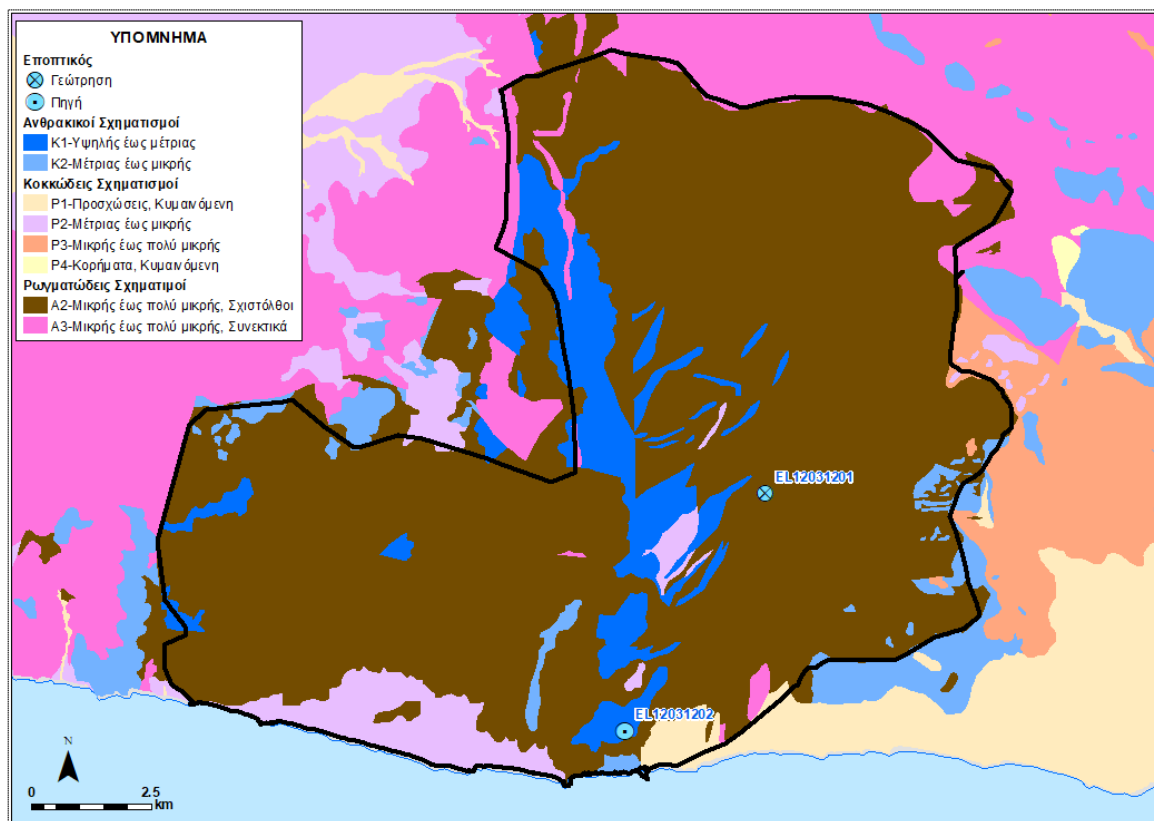 ΥΠΟΜΝΗΜΑ
Εποπτικός
Γεώτρηση
Πηγή
Ανθρακικοί Σχηματισμοί
Κ1-Υψηλής έως μέτριας
Κ2-Μέτριας έως μικρής
Κοκκώδεις Σχηματισμοί
Ρ1-Προσχώσεις, Κυμαινόμενη
Ρ2-Μέτριας έως μικρής
Ρ3-Μικρής έως πολύ μικρής
Ρ4-Κορήματα, Κυμαινόμενη
Ρωγματώδεις Σχηματιμοί
Α2-Μικρής έως πολύ μικρής, Σχιστόλθοι
Α3-Μικρής έως πολύ μικρής, Συνεκτικά
EL12031201
EL12031202
N
0 2.5
km